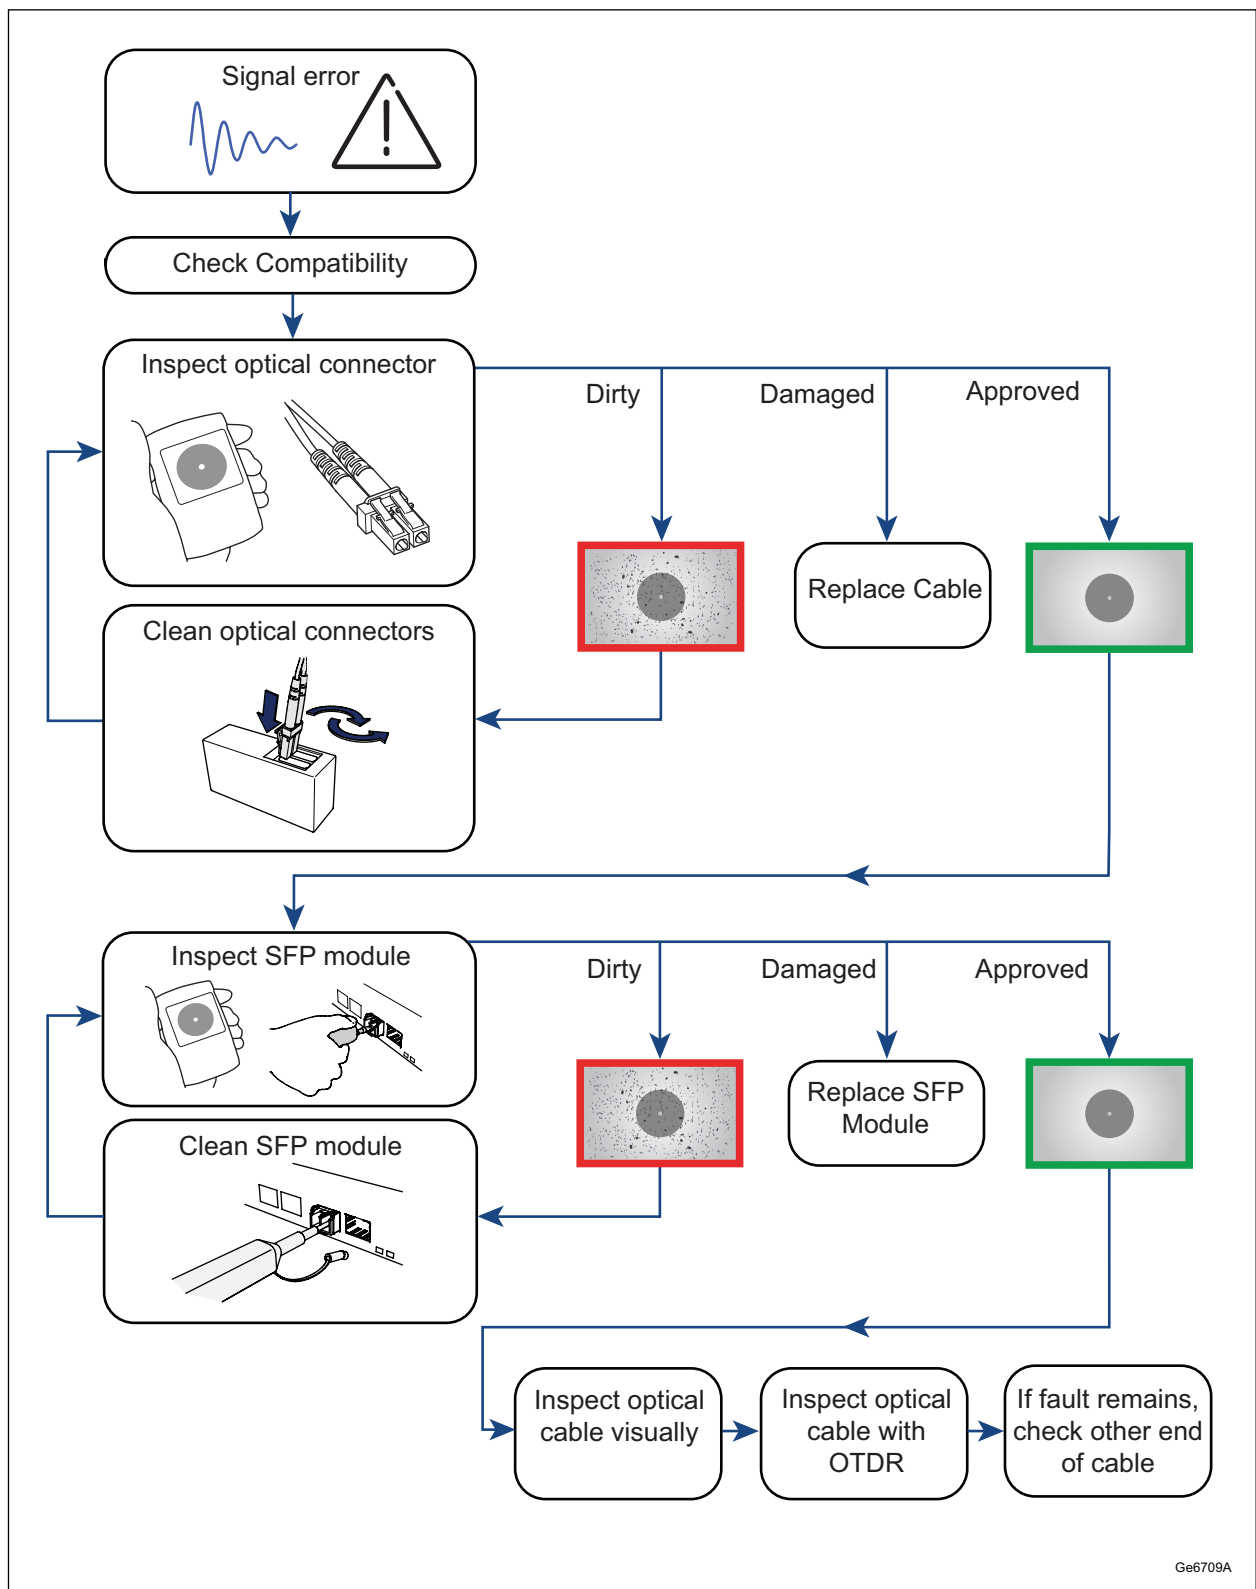 Signal error
Check Compatibility
Inspect optical connector
Dirty
Damaged
Approved
Replace Cable
Clean optical connectors
Inspect SFP module
Dirty
Damaged
Approved
Replace SFP
Module
Clean SFP module
Inspect optical
cable visually
Inspect optical
cable with
OTDR
If fault remains,
check other end
of cable
Ge6709A